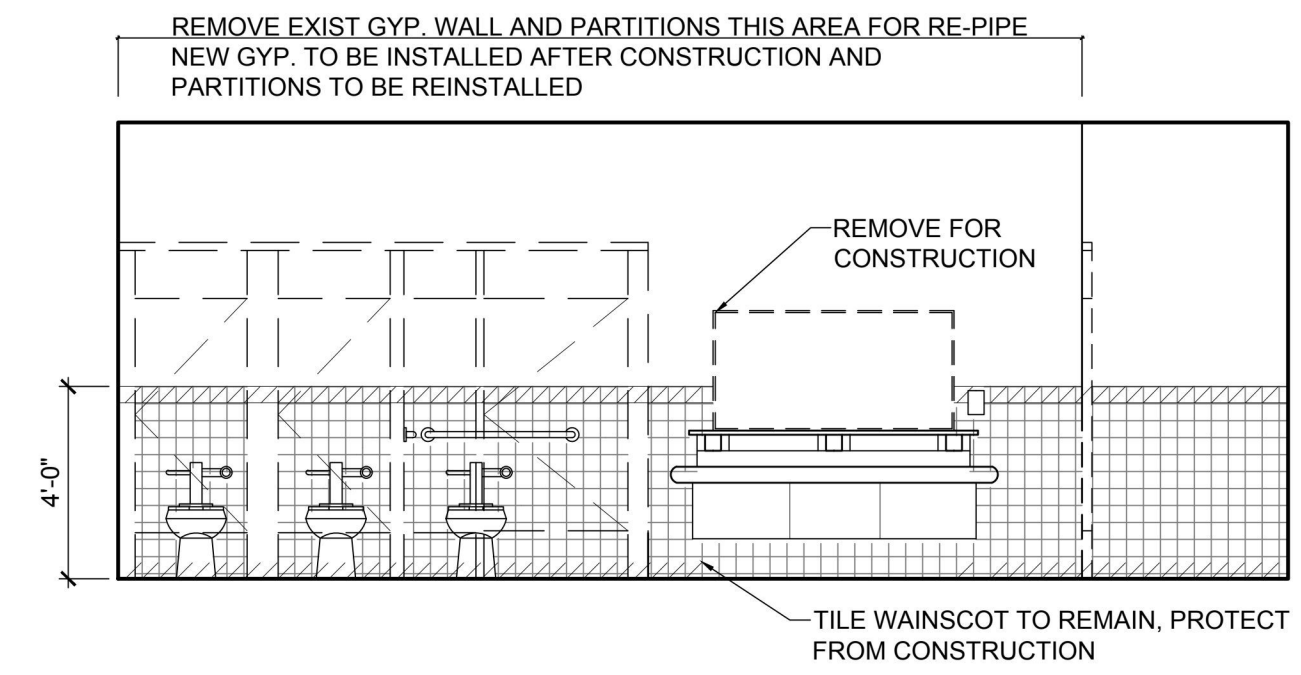 REMOVE EXIST GYP. WALL AND PARTITIONS THIS AREA FOR RE-PIPE
NEW GYP. TO BE INSTALLED AFTER CONSTRUCTION AND
PARTITIONS TO BE REINSTALLED
REMOVE FOR
CONSTRUCTION
4'-0"
TILE WAINSCOT TO REMAIN, PROTECT
FROM CONSTRUCTION